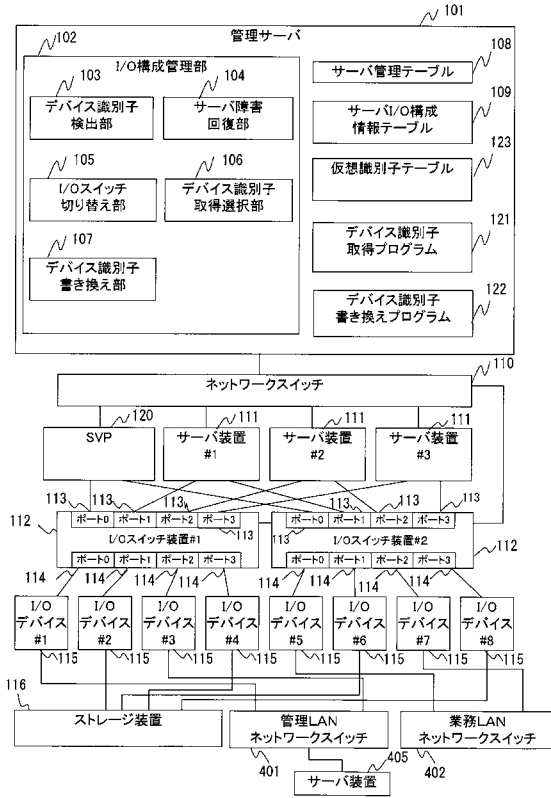 101
管理サーバ
102
I/O構成管理部
103
デバイス識別子
検出部
104
サーバ障害
回復部
105
I/Oスイッチ
切り替え部
106
デバイス識別子
取得選択部
107
デバイス識別子
書き換え部
108
サーバ管理テーブル
109
サーバI/O構成
情報テーブル
123
仮想識別子テーブル
121
デバイス識別子
取得プログラム
122
デバイス識別子
書き換えプログラム
110
ネットワークスイッチ
120
SVP
111
サーバ装置
#1
111
サーバ装置
#2
111
サーバ装置
#3
113
113
113
113
113
113
112
ポート0 ポート1 ポート2 ポート3
113
I/Oスイッチ装置#1
ポート0 ポート1 ポート2 ポート3
ポート0 ポート1 ポート2 ポート3
113
I/Oスイッチ装置#2
ポート0 ポート1 ポート2 ポート3
112
114
114
114
114
114
114
114
114
I/O
デバイス
#1
I/O
デバイス
#2
I/O
デバイス
#3
I/O
デバイス
#4
I/O
デバイス
#5
I/O
デバイス
#6
I/O
デバイス
#7
I/O
デバイス
#8
115
115
115
115
115
115
115
115
116
ストレージ装置
管理LAN
ネットワークスイッチ
401
業務LAN
ネットワークスイッチ
402
405
サーバ装置